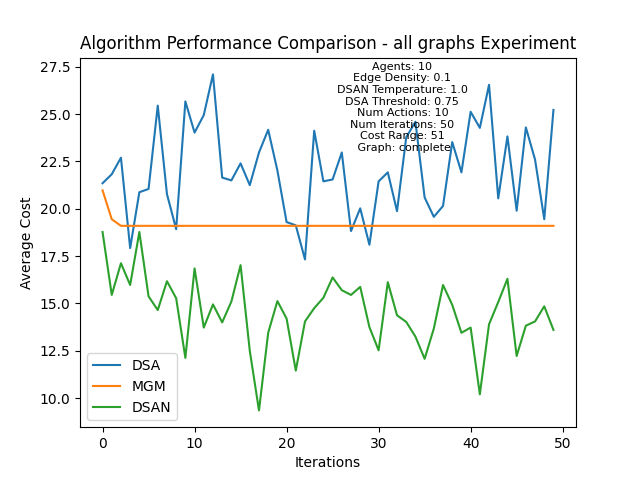 Algorithm Performance Comparison - all graphs Experiment
27.5
25.0
22.5
20.0
17.5
15.0
12.5
10.0
Average Cost
Agents: 10
Edge Density: 0.1
DSAN Temperature: 1.0
DSA Threshold: 0.75
Num Actions: 10
Num Iterations: 50
Cost Range: 51
Graph: complete
DSA
MGM
DSAN
0
10
20
30
40
50
Iterations